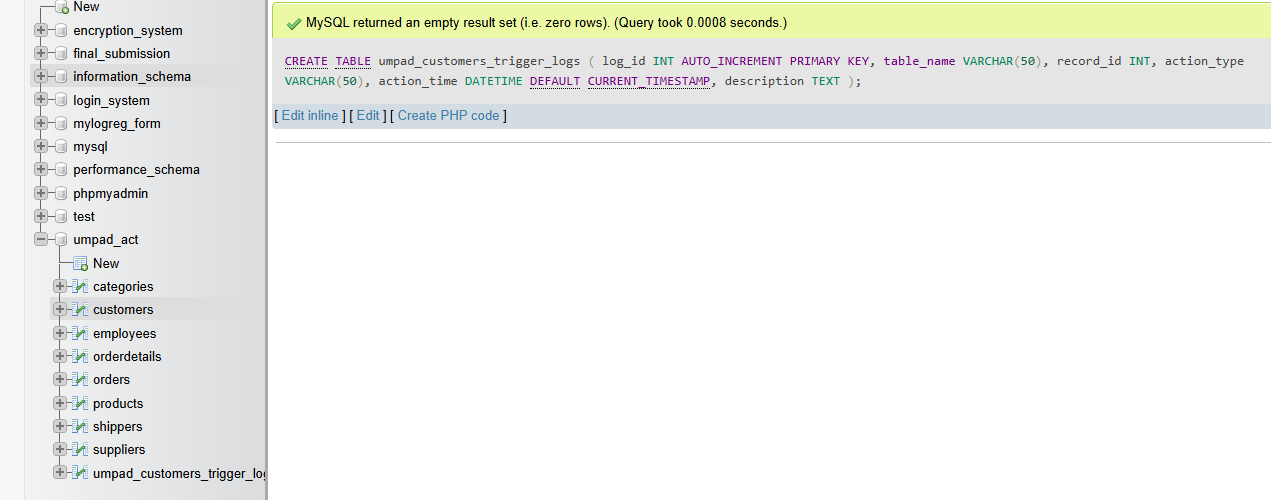 New
encryption_system
final_submission
information_schema
login_system
mylogreg_form
mysql
performance_schema
phpmyadmin
test
umpad_act
New
categories
customers
employees
orderdetails
orders
products
shippers
suppliers
umpad_customers_trigger_log
MySQL returned an empty result set (i.e. zero rows). (Query took 0.0008 seconds.)
CREATE TABLE umpad_customers_trigger_logs ( log_id INT AUTO_INCREMENT PRIMARY KEY, table_name VARCHAR(50), record_id INT, action_type
VARCHAR(50), action_time DATETIME DEFAULT CURRENT_TIMESTAMP, description TEXT );
[ Edit inline ] [ Edit ] [ Create PHP code ]